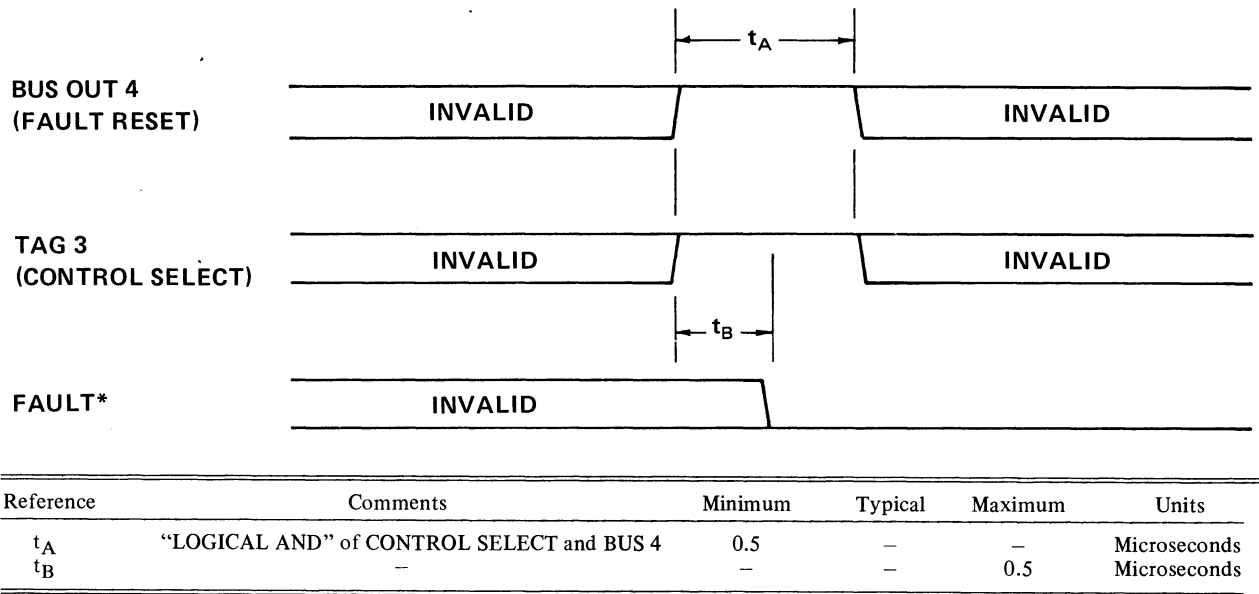 tA
BUS OUT 4
(FAULT RESET)
INVALID INVALID
TAG 3
(CONTROL SELECT)
INVALID INVALID
tB
FAULT*
INVALID
Reference Comments Minimum Typical Maximum Units
tA "LOGICAL AND" of CONTROL SELECT and BUS 4 0.5 – – Microseconds
tB – – – 0.5 Microseconds